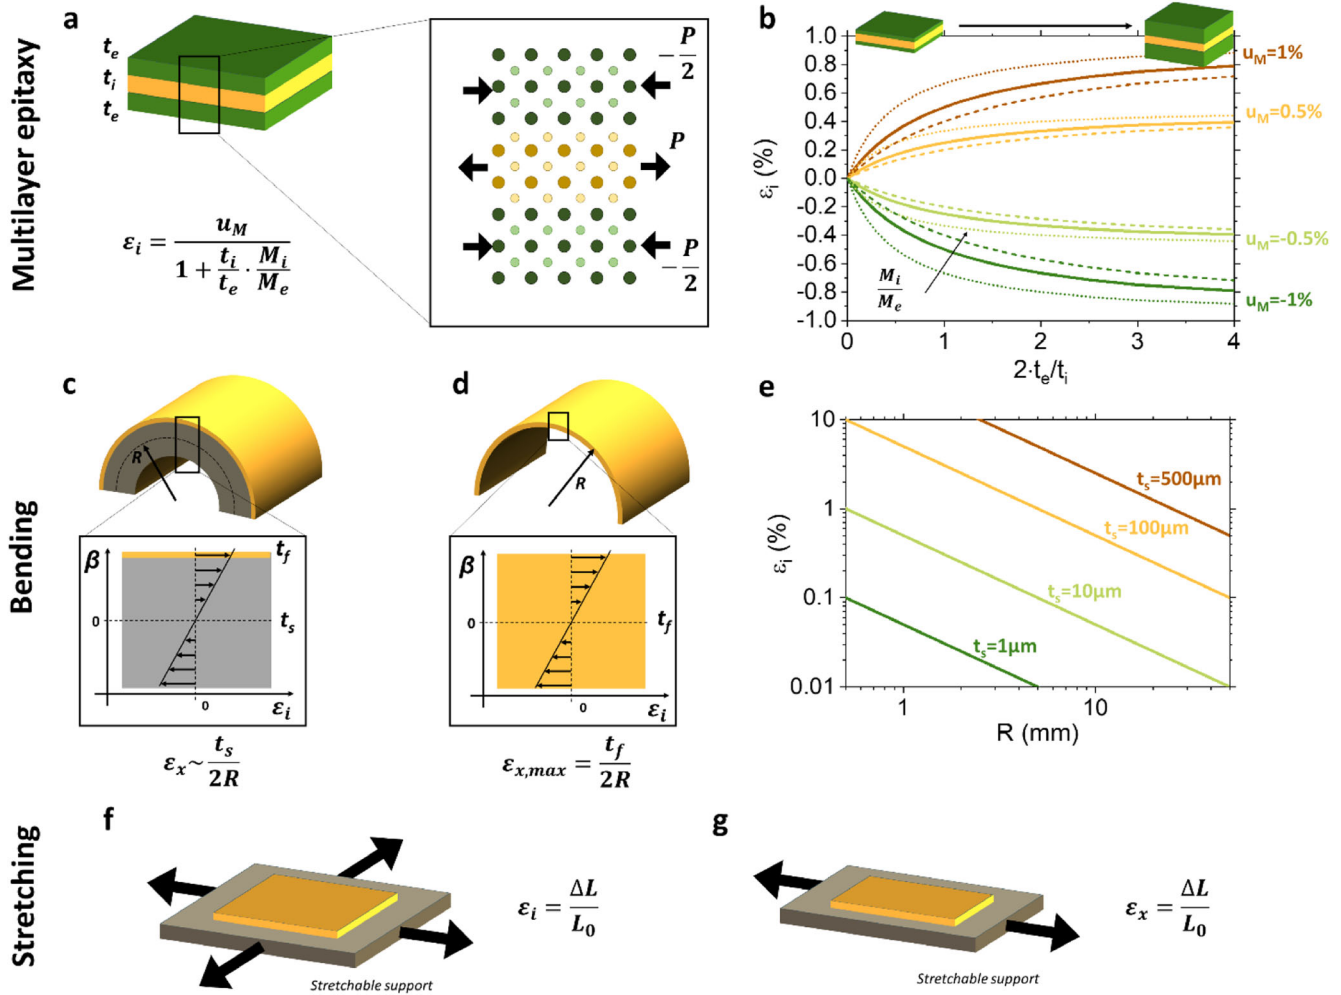 Multilayer epitaxy
a
t_e
t_i
t_e
ε_i = u_M / (1 + t_i/t_e · M_i/M_e)
−P/2
P
−P/2
b
1.0
0.8
0.6
0.4
0.2
0.0
-0.2
-0.4
-0.6
-0.8
-1.0
ε_i (%)
u_M=1%
u_M=0.5%
u_M=-0.5%
u_M=-1%
M_i/M_e
0 1 2 3 4
2·t_e/t_i
Bending
c
R
β
t_f
0
t_s
0
ε_i
ε_x~t_s/2R
d
R
β
0
t_f
0
ε_i
ε_x,max = t_f/2R
e
10
1
0.1
0.01
ε_i (%)
t_s=500μm
t_s=100μm
t_s=10μm
t_s=1μm
1 10
R (mm)
Stretching
f
ε_i = ΔL/L_0
Stretchable support
g
ε_x = ΔL/L_0
Stretchable support